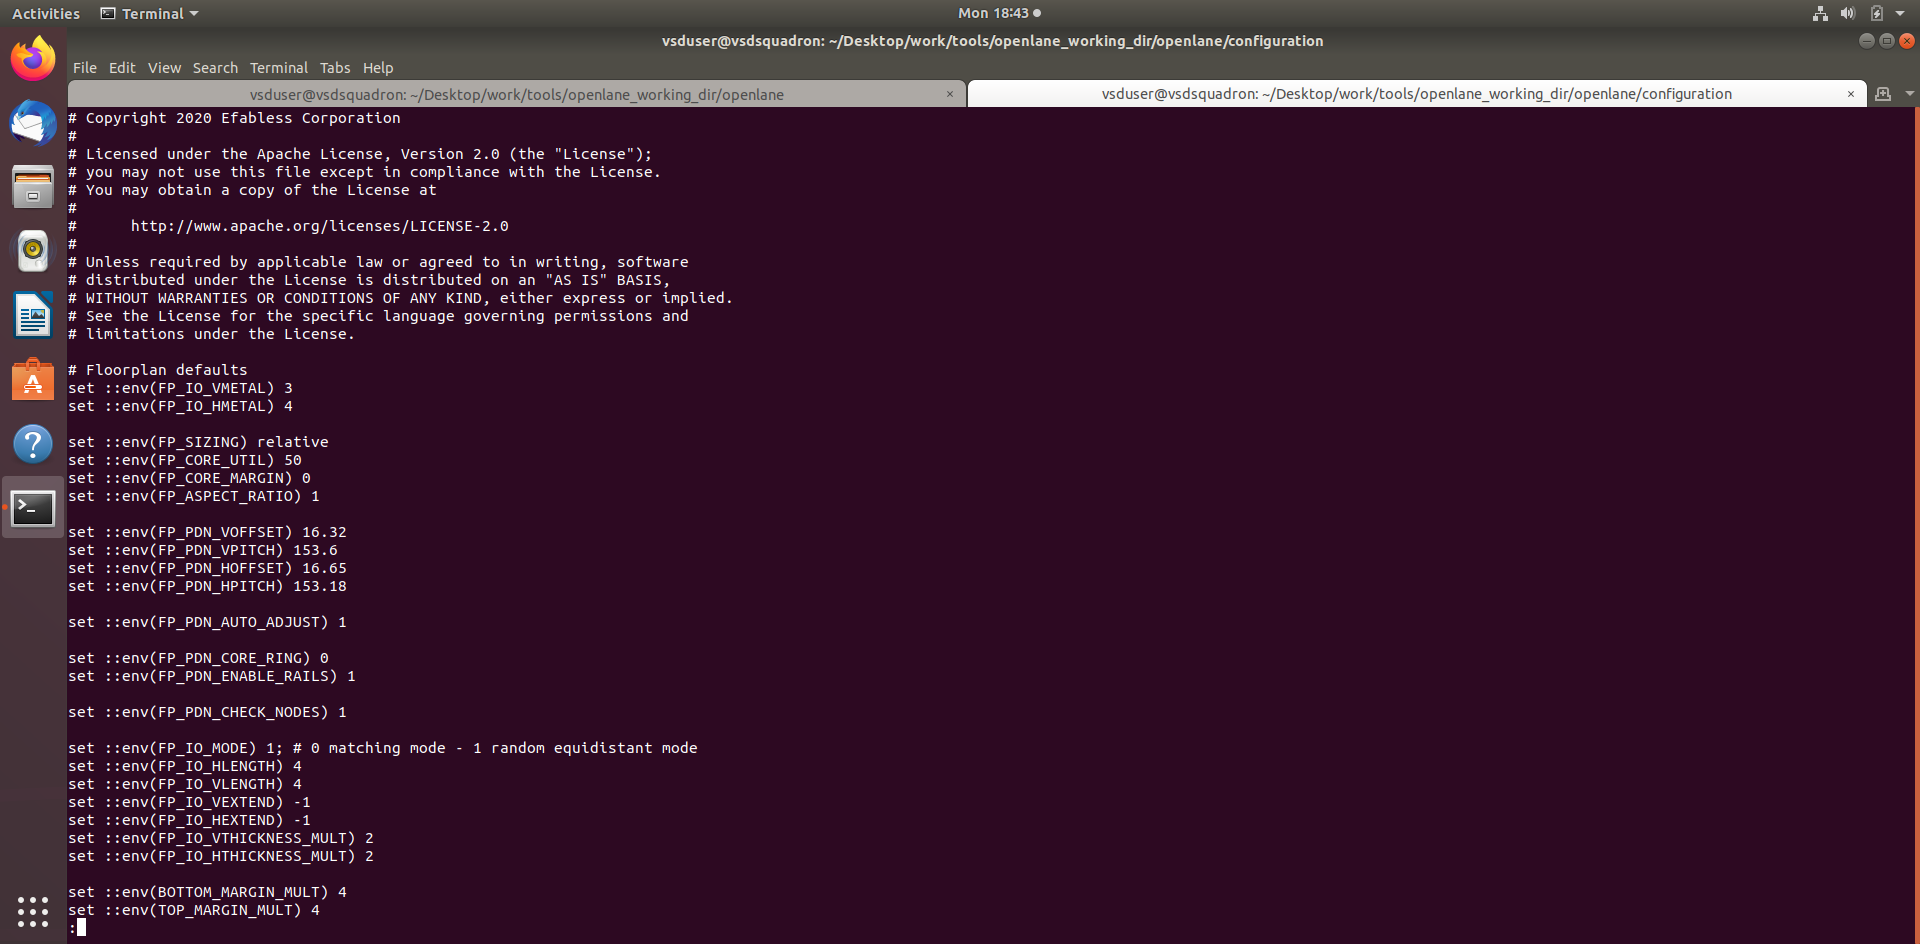 Activities Terminal Mon 18:43
vsduser@vsdsquadron: ~/Desktop/work/tools/openlane_working_dir/openlane/configuration
File Edit View Search Terminal Tabs Help
vsduser@vsdsquadron: ~/Desktop/work/tools/openlane_working_dir/openlane × vsduser@vsdsquadron: ~/Desktop/work/tools/openlane_working_dir/openlane/configuration ×
# Copyright 2020 Efabless Corporation
#
# Licensed under the Apache License, Version 2.0 (the "License");
# you may not use this file except in compliance with the License.
# You may obtain a copy of the License at
#
#      http://www.apache.org/licenses/LICENSE-2.0
#
# Unless required by applicable law or agreed to in writing, software
# distributed under the License is distributed on an "AS IS" BASIS,
# WITHOUT WARRANTIES OR CONDITIONS OF ANY KIND, either express or implied.
# See the License for the specific language governing permissions and
# limitations under the License.
# Floorplan defaults
set ::env(FP_IO_VMETAL) 3
set ::env(FP_IO_HMETAL) 4
set ::env(FP_SIZING) relative
set ::env(FP_CORE_UTIL) 50
set ::env(FP_CORE_MARGIN) 0
set ::env(FP_ASPECT_RATIO) 1
set ::env(FP_PDN_VOFFSET) 16.32
set ::env(FP_PDN_VPITCH) 153.6
set ::env(FP_PDN_HOFFSET) 16.65
set ::env(FP_PDN_HPITCH) 153.18
set ::env(FP_PDN_AUTO_ADJUST) 1
set ::env(FP_PDN_CORE_RING) 0
set ::env(FP_PDN_ENABLE_RAILS) 1
set ::env(FP_PDN_CHECK_NODES) 1
set ::env(FP_IO_MODE) 1; # 0 matching mode - 1 random equidistant mode
set ::env(FP_IO_HLENGTH) 4
set ::env(FP_IO_VLENGTH) 4
set ::env(FP_IO_VEXTEND) -1
set ::env(FP_IO_HEXTEND) -1
set ::env(FP_IO_VTHICKNESS_MULT) 2
set ::env(FP_IO_HTHICKNESS_MULT) 2
set ::env(BOTTOM_MARGIN_MULT) 4
set ::env(TOP_MARGIN_MULT) 4
: